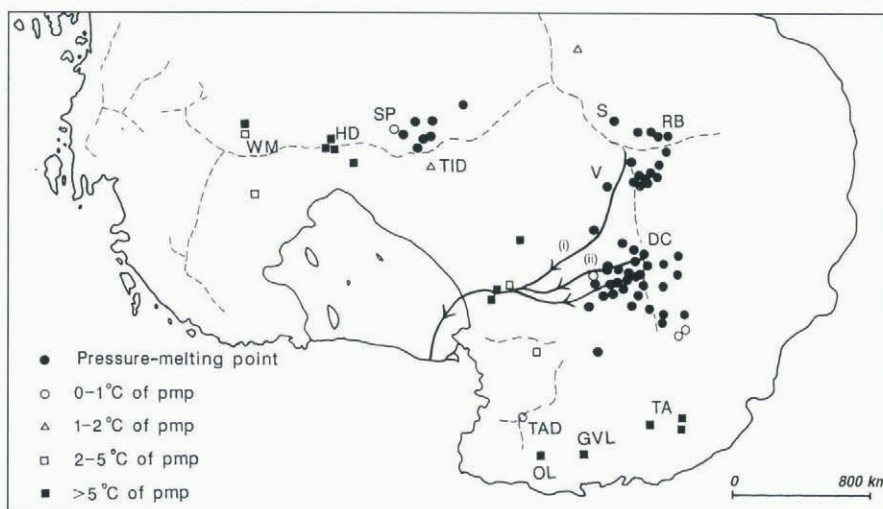 SP
S
RB
WM
HD
TID
V
(i)
DC
(ii)
Pressure-melting point
0-1°C of pmp
1-2°C of pmp
2-5°C of pmp
>5°C of pmp
TAD
TA
GVL
OL
0 800 km